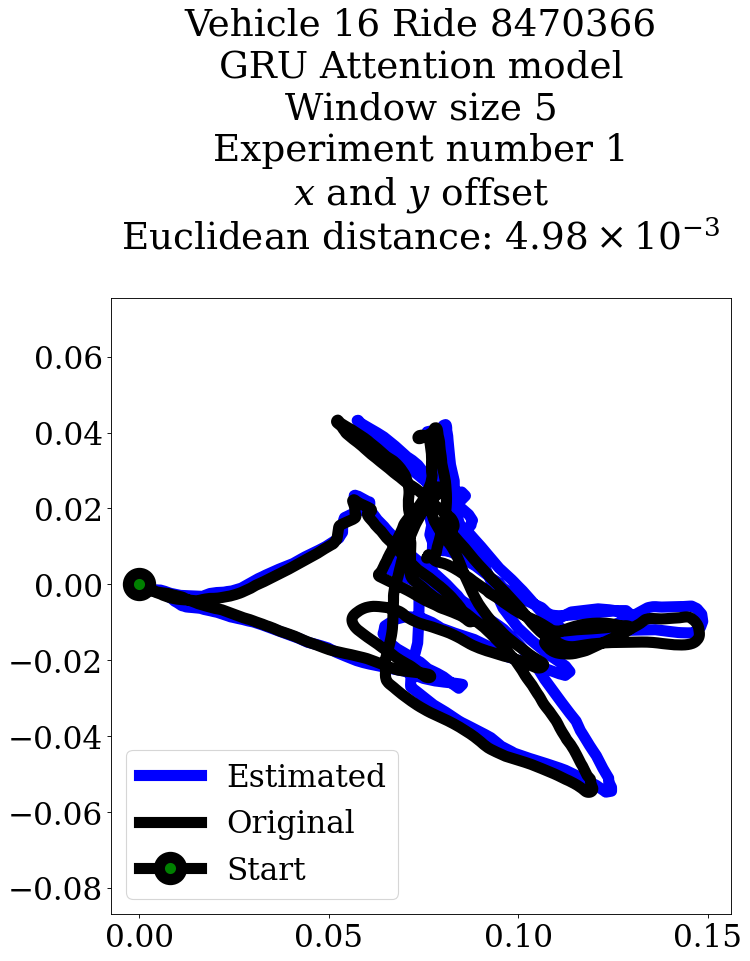 Vehicle 16 Ride 8470366
GRU Attention model
Window size 5
Experiment number 1
x and y offset
Euclidean distance: 4.98 × 10⁻³
0.06
0.04
0.02
0.00
−0.02
−0.04
−0.06
−0.08
Estimated
Original
Start
0.00 0.05 0.10 0.15